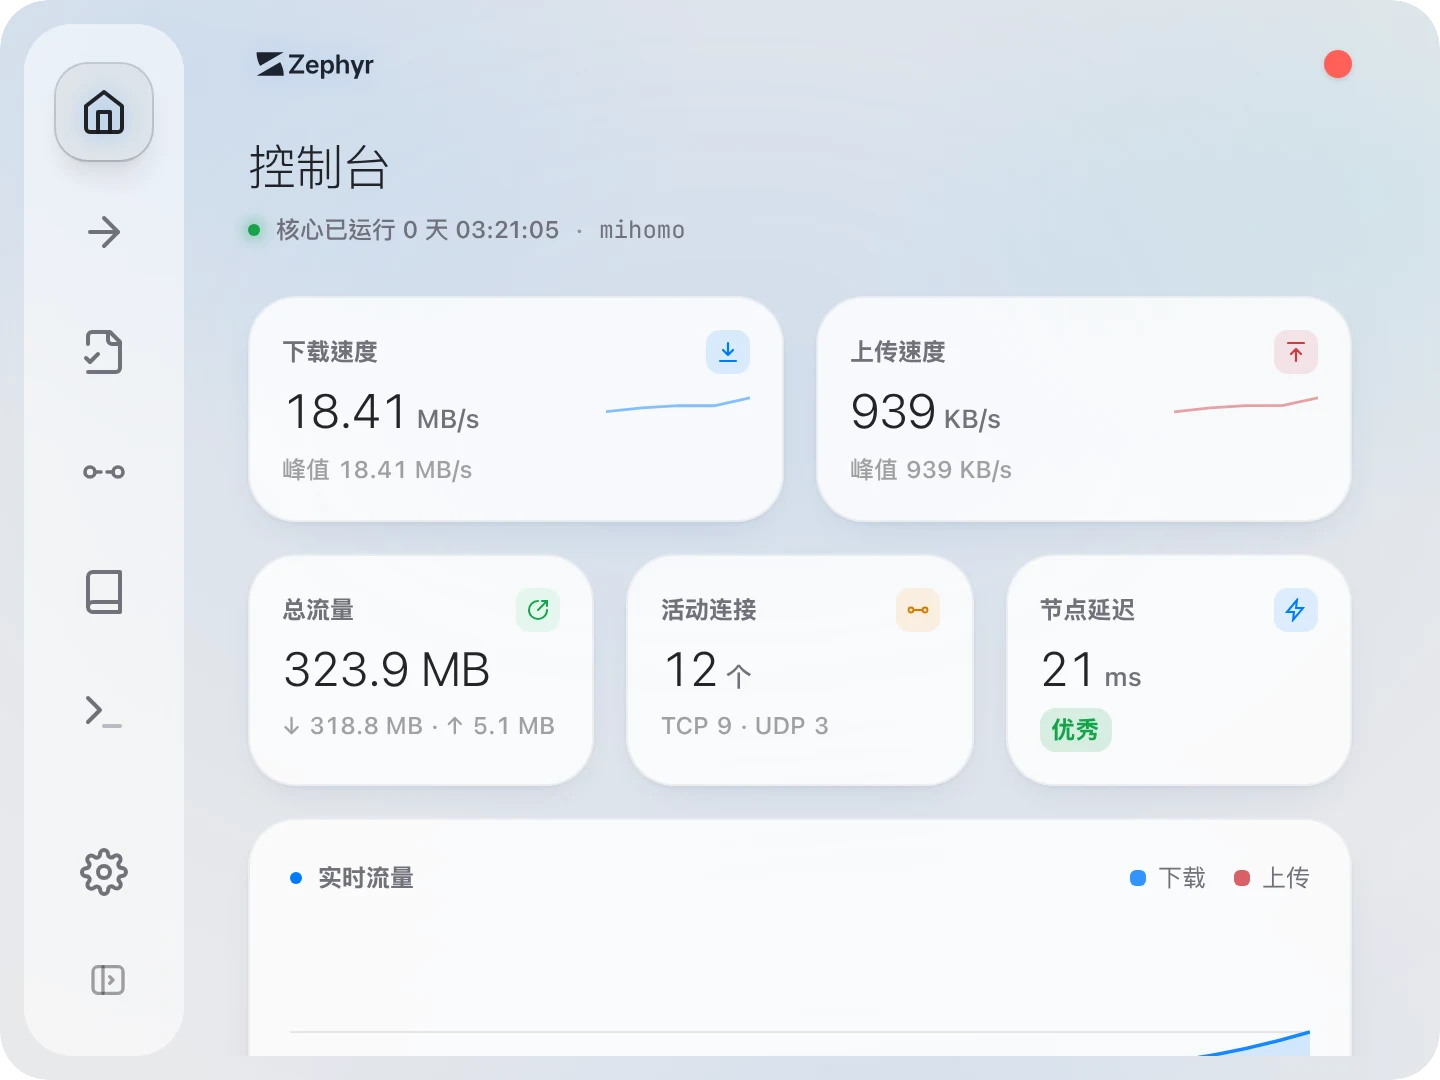 Zephyr
控制台
核心已运行 0 天 03:21:05 · mihomo
下载速度
18.41 MB/s
峰值 18.41 MB/s
上传速度
939 KB/s
峰值 939 KB/s
总流量
323.9 MB
↓ 318.8 MB · ↑ 5.1 MB
活动连接
12 个
TCP 9 · UDP 3
节点延迟
21 ms
优秀
实时流量
下载
上传